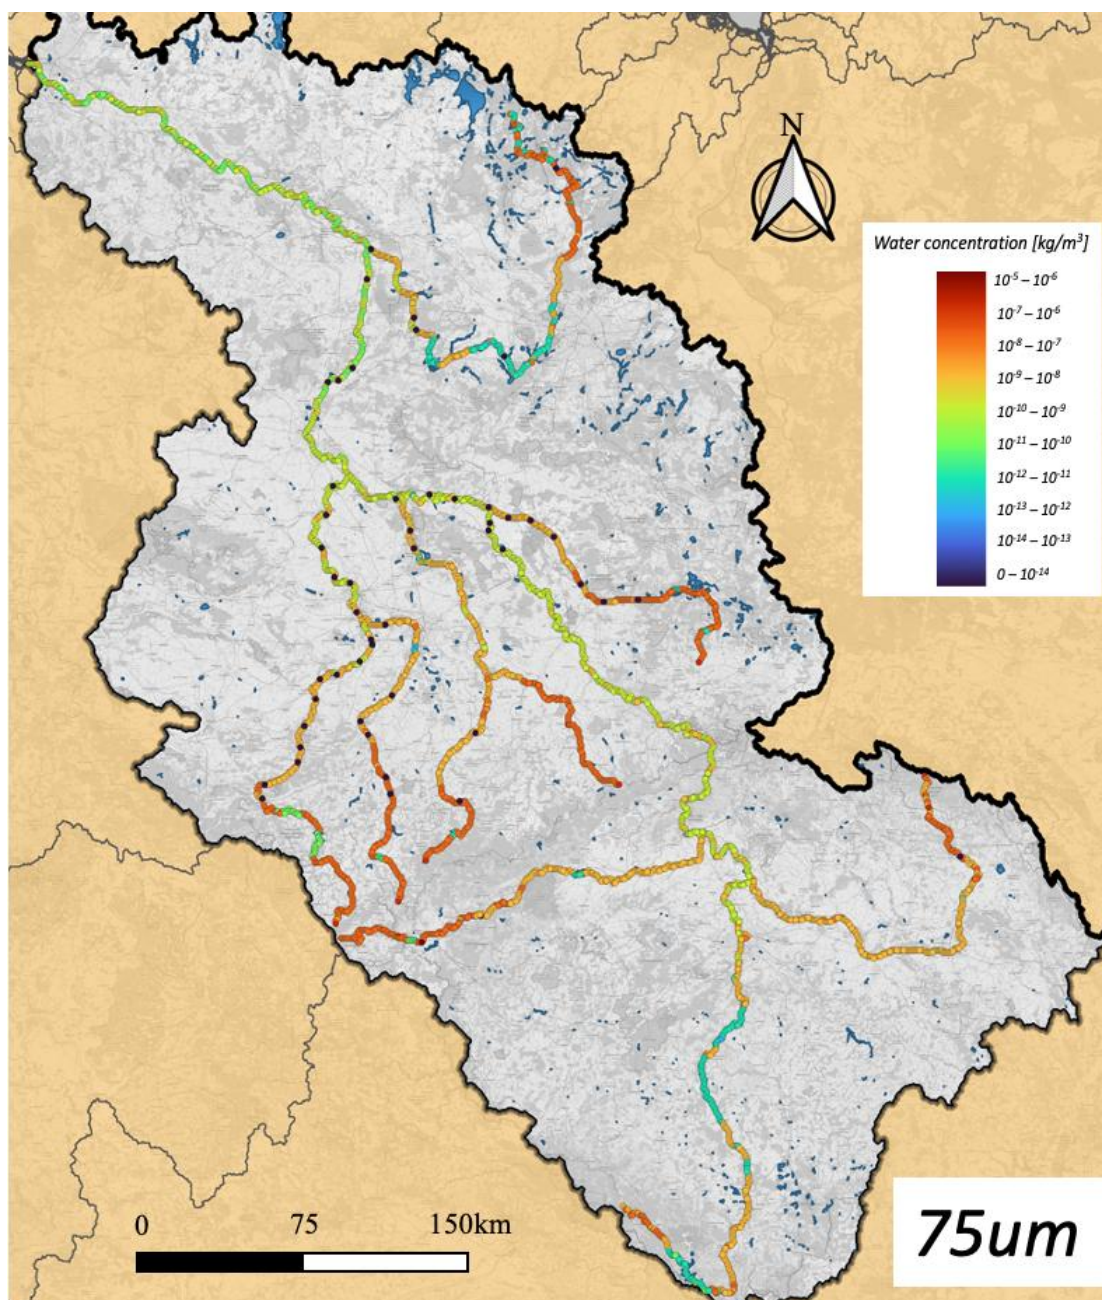 N
Water concentration [kg/m³]
10⁻⁵ – 10⁻⁶
10⁻⁷ – 10⁻⁶
10⁻⁸ – 10⁻⁷
10⁻⁹ – 10⁻⁸
10⁻¹⁰ – 10⁻⁹
10⁻¹¹ – 10⁻¹⁰
10⁻¹² – 10⁻¹¹
10⁻¹³ – 10⁻¹²
10⁻¹⁴ – 10⁻¹³
0 – 10⁻¹⁴
0 75 150km
75um